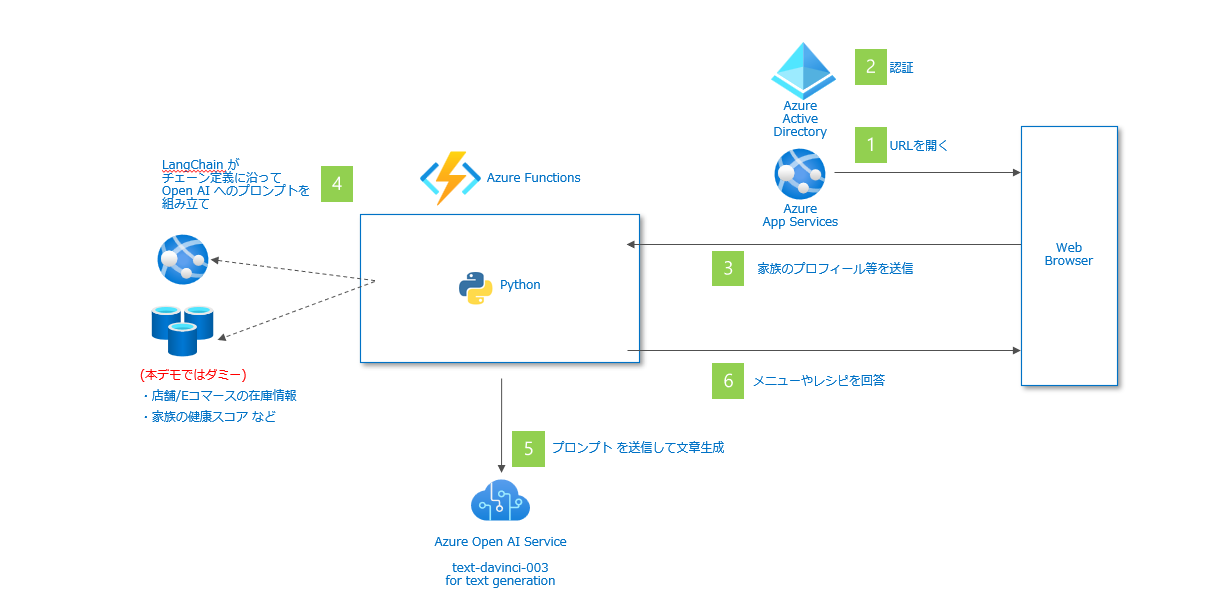 2
認証
Azure
Active
Directory
1
URLを開く
Azure
App Services
LangChain が
チェーン定義に沿って
Open AI へのプロンプトを
組み立て
4
Azure Functions
Python
Web
Browser
3
家族のプロフィール等を送信
6
メニューやレシピを回答
(本デモではダミー)
・店舗/Eコマースの在庫情報
・家族の健康スコア など
5
プロンプト を送信して文章生成
Azure Open AI Service
text-davinci-003
for text generation